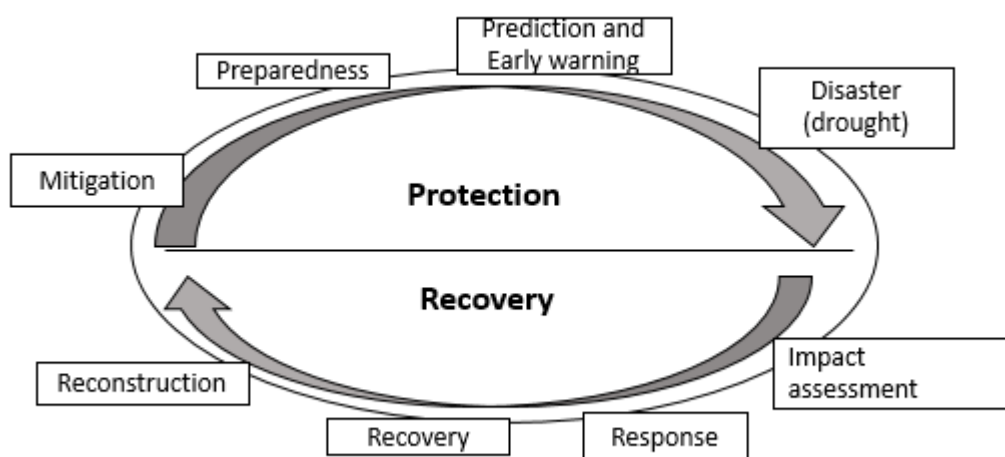 Prediction and
Early warning
Preparedness
Disaster
(drought)
Mitigation
Protection
Recovery
Impact
assessment
Reconstruction
Recovery
Response